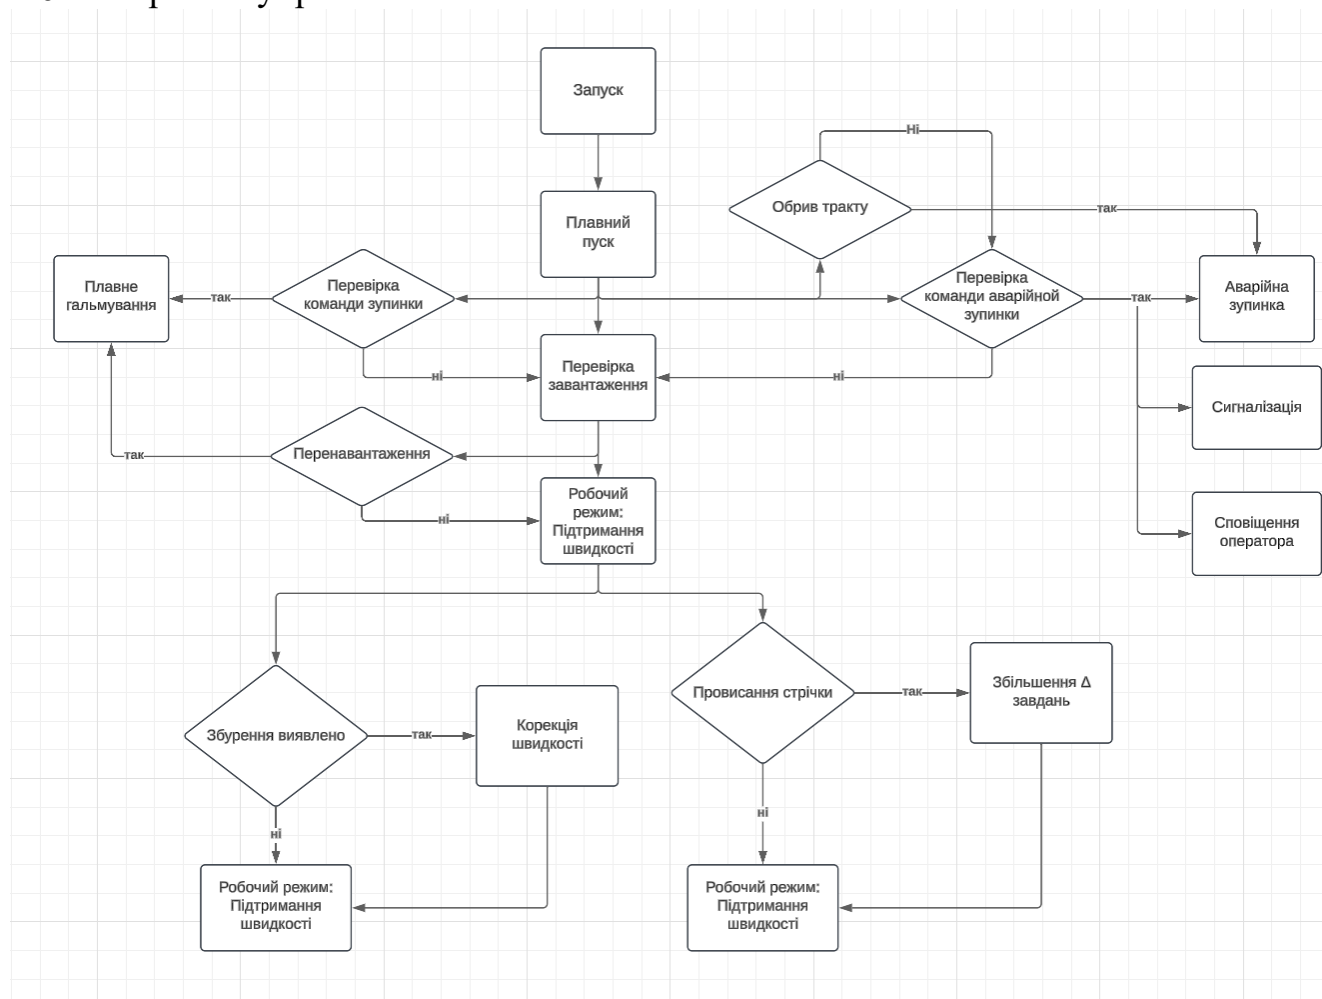 Запуск
Ні
Обрив тракту
так
Плавний
пуск
Плавне
гальмування
так
Перевірка
команди зупинки
Перевірка
команди аварійної
зупинки
так
Аварійна
зупинка
ні
Перевірка
завантаження
ні
Сигналізація
так
Перенавантаження
ні
Робочий
режим:
Підтримання
швидкості
Сповіщення
оператора
Збурення виявлено
так
Корекція
швидкості
Провисання стрічки
так
Збільшення Δ
завдань
ні
ні
Робочий режим:
Підтримання
швидкості
Робочий режим:
Підтримання
швидкості